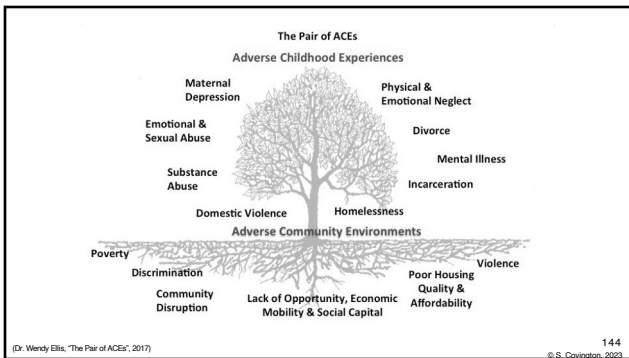 The Pair of ACEs
Adverse Childhood Experiences
Maternal
Depression
Physical &
Emotional Neglect
Emotional &
Sexual Abuse
Divorce
Mental Illness
Substance
Abuse
Incarceration
Domestic Violence
Homelessness
Adverse Community Environments
Poverty
Discrimination
Community
Disruption
Lack of Opportunity, Economic
Mobility & Social Capital
Poor Housing
Quality &
Affordability
Violence
(Dr. Wendy Ellis, "The Pair of ACEs", 2017)
144
© S. Covington, 2023